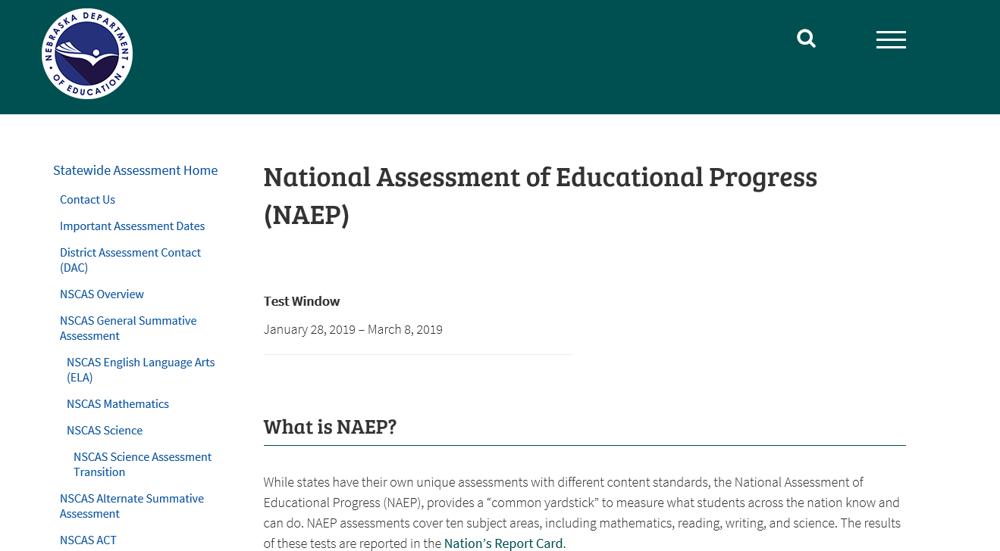 NEBRASKA DEPARTMENT
OF EDUCATION
Statewide Assessment Home
Contact Us
Important Assessment Dates
District Assessment Contact
(DAC)
NSCAS Overview
NSCAS General Summative
Assessment
NSCAS English Language Arts
(ELA)
NSCAS Mathematics
NSCAS Science
NSCAS Science Assessment
Transition
NSCAS Alternate Summative
Assessment
NSCAS ACT
National Assessment of Educational Progress
(NAEP)
Test Window
January 28, 2019 – March 8, 2019
What is NAEP?
While states have their own unique assessments with different content standards, the National Assessment of
Educational Progress (NAEP), provides a “common yardstick” to measure what students across the nation know and
can do. NAEP assessments cover ten subject areas, including mathematics, reading, writing, and science. The results
of these tests are reported in the Nation’s Report Card.